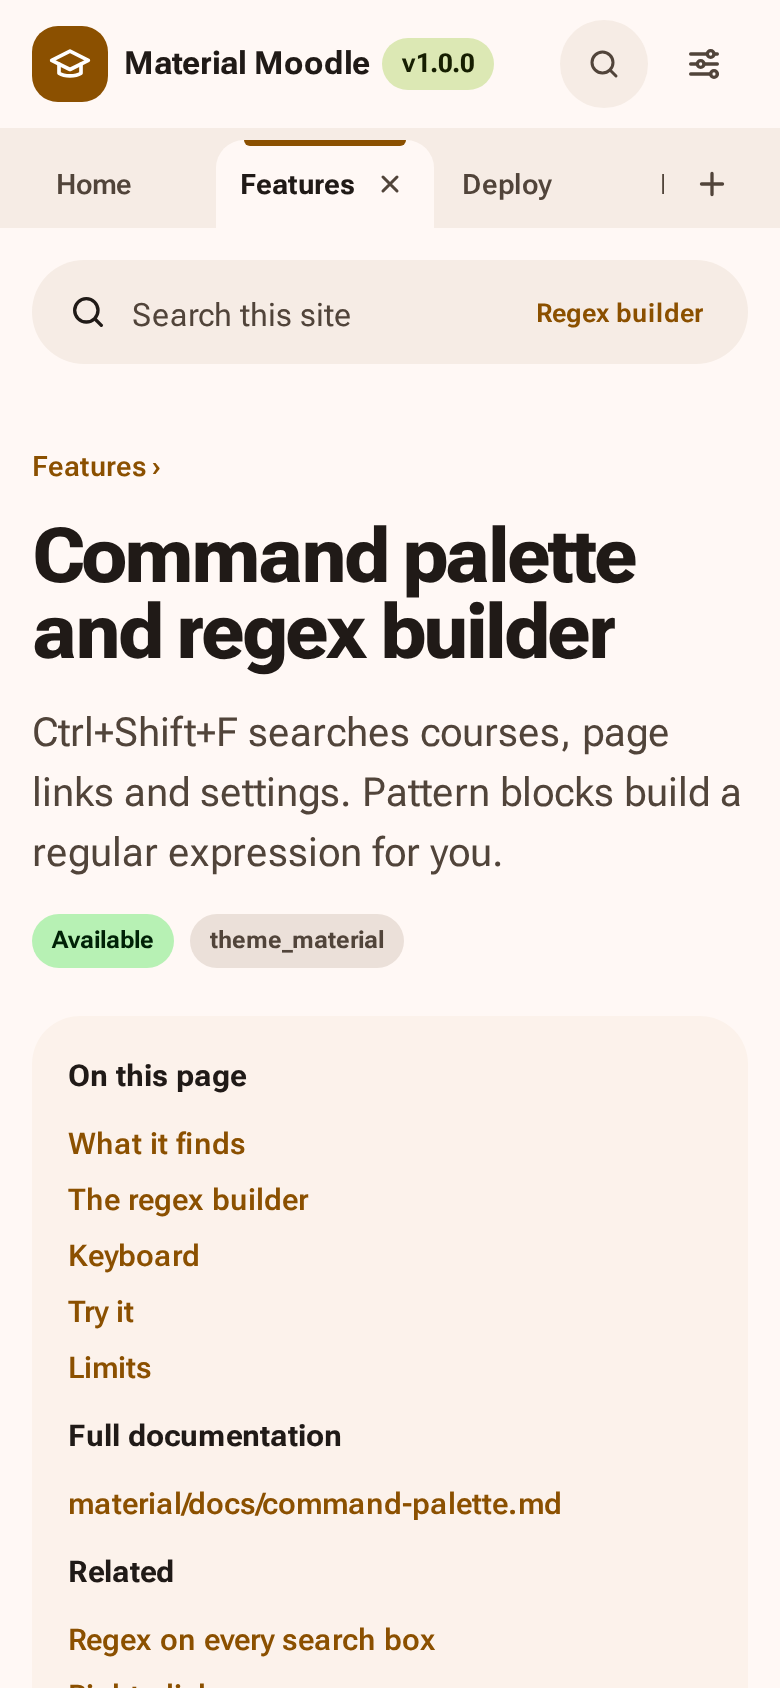 Material Moodle v1.0.0
Home Features Deploy
Search this site Regex builder
Features ›
Command palette
and regex builder
Ctrl+Shift+F searches courses, page
links and settings. Pattern blocks build a
regular expression for you.
Available theme_material
On this page
What it finds
The regex builder
Keyboard
Try it
Limits
Full documentation
material/docs/command-palette.md
Related
Regex on every search box